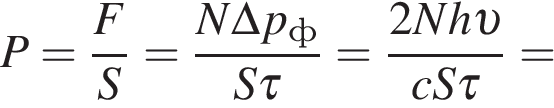 P = F/S = NΔp_ф/Sτ = 2Nhυ/cSτ =